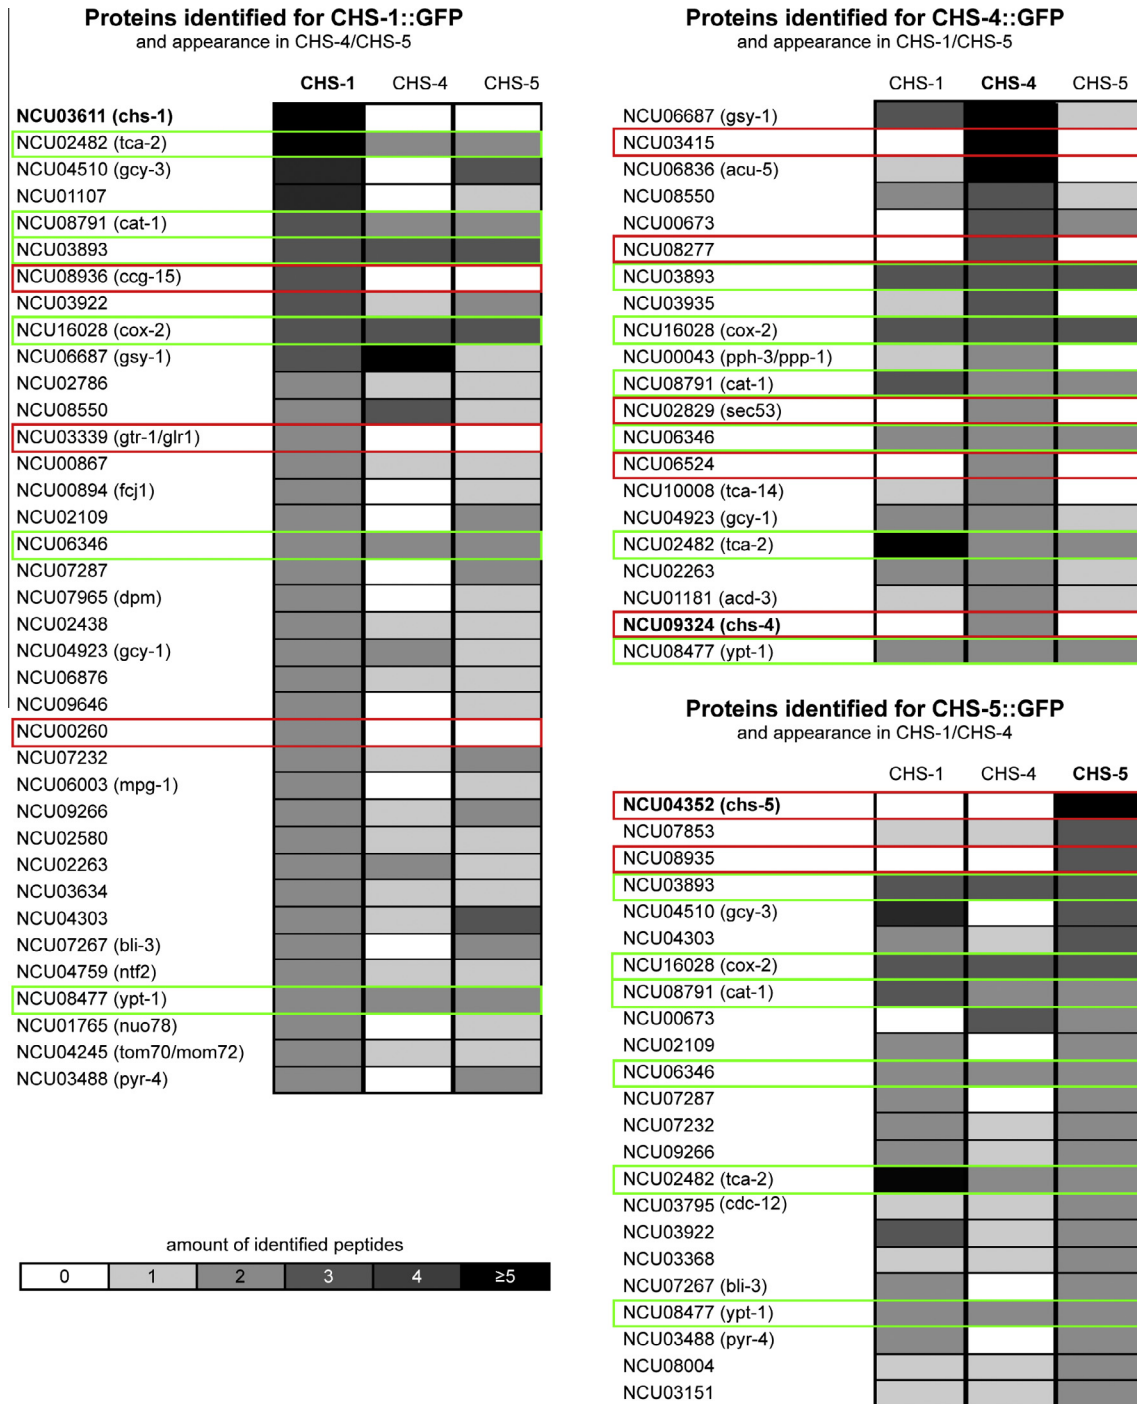 Proteins identified for CHS-1::GFP
and appearance in CHS-4/CHS-5
CHS-1 CHS-4 CHS-5
NCU03611 (chs-1)
NCU02482 (tca-2)
NCU04510 (gcy-3)
NCU01107
NCU08791 (cat-1)
NCU03893
NCU08936 (ccg-15)
NCU03922
NCU16028 (cox-2)
NCU06687 (gsy-1)
NCU02786
NCU08550
NCU03339 (gtr-1/glr1)
NCU00867
NCU00894 (fcj1)
NCU02109
NCU06346
NCU07287
NCU07965 (dpm)
NCU02438
NCU04923 (gcy-1)
NCU06876
NCU09646
NCU00260
NCU07232
NCU06003 (mpg-1)
NCU09266
NCU02580
NCU02263
NCU03634
NCU04303
NCU07267 (bli-3)
NCU04759 (ntf2)
NCU08477 (ypt-1)
NCU01765 (nuo78)
NCU04245 (tom70/mom72)
NCU03488 (pyr-4)
amount of identified peptides
0 1 2 3 4 ≥5
Proteins identified for CHS-4::GFP
and appearance in CHS-1/CHS-5
CHS-1 CHS-4 CHS-5
NCU06687 (gsy-1)
NCU03415
NCU06836 (acu-5)
NCU08550
NCU00673
NCU08277
NCU03893
NCU03935
NCU16028 (cox-2)
NCU00043 (pph-3/ppp-1)
NCU08791 (cat-1)
NCU02829 (sec53)
NCU06346
NCU06524
NCU10008 (tca-14)
NCU04923 (gcy-1)
NCU02482 (tca-2)
NCU02263
NCU01181 (acd-3)
NCU09324 (chs-4)
NCU08477 (ypt-1)
Proteins identified for CHS-5::GFP
and appearance in CHS-1/CHS-4
CHS-1 CHS-4 CHS-5
NCU04352 (chs-5)
NCU07853
NCU08935
NCU03893
NCU04510 (gcy-3)
NCU04303
NCU16028 (cox-2)
NCU08791 (cat-1)
NCU00673
NCU02109
NCU06346
NCU07287
NCU07232
NCU09266
NCU02482 (tca-2)
NCU03795 (cdc-12)
NCU03922
NCU03368
NCU07267 (bli-3)
NCU08477 (ypt-1)
NCU03488 (pyr-4)
NCU08004
NCU03151